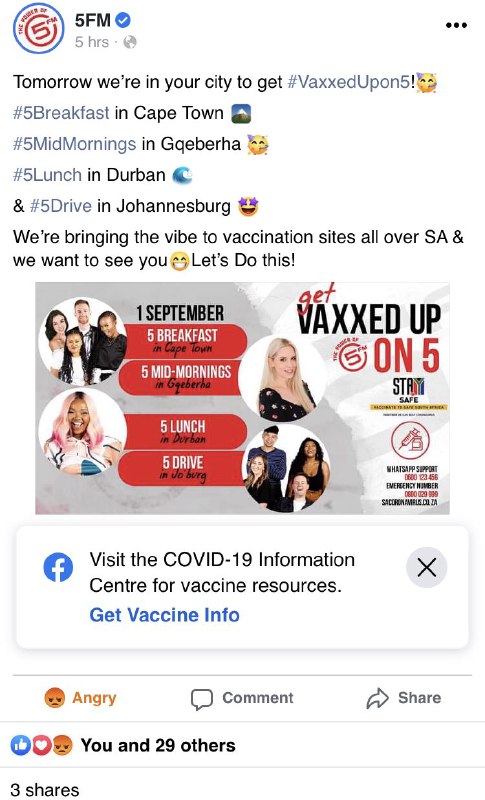 THE POWER OF 5FM
5FM
5 hrs ·
Tomorrow we're in your city to get #VaxxedUpon5!🥳
#5Breakfast in Cape Town 🗻
#5MidMornings in Gqeberha 🥳
#5Lunch in Durban 🌊
& #5Drive in Johannesburg 🤩
We're bringing the vibe to vaccination sites all over SA &
we want to see you😁Let's Do this!
1 SEPTEMBER
5 BREAKFAST
in Cape Town
5 MID-MORNINGS
in Gqeberha
5 LUNCH
in Durban
5 DRIVE
in Jo'burg
get
VAXXED UP
THE POWER OF 5FM ON 5
STAY
SAFE
VACCINATE TO SAVE SOUTH AFRICA
WHATSAPP SUPPORT
0600 123 456
EMERGENCY NUMBER
0800 029 999
SACORONAVIRUS.CO.ZA
Visit the COVID-19 Information
Centre for vaccine resources.
Get Vaccine Info
Angry
Comment
Share
You and 29 others
3 shares